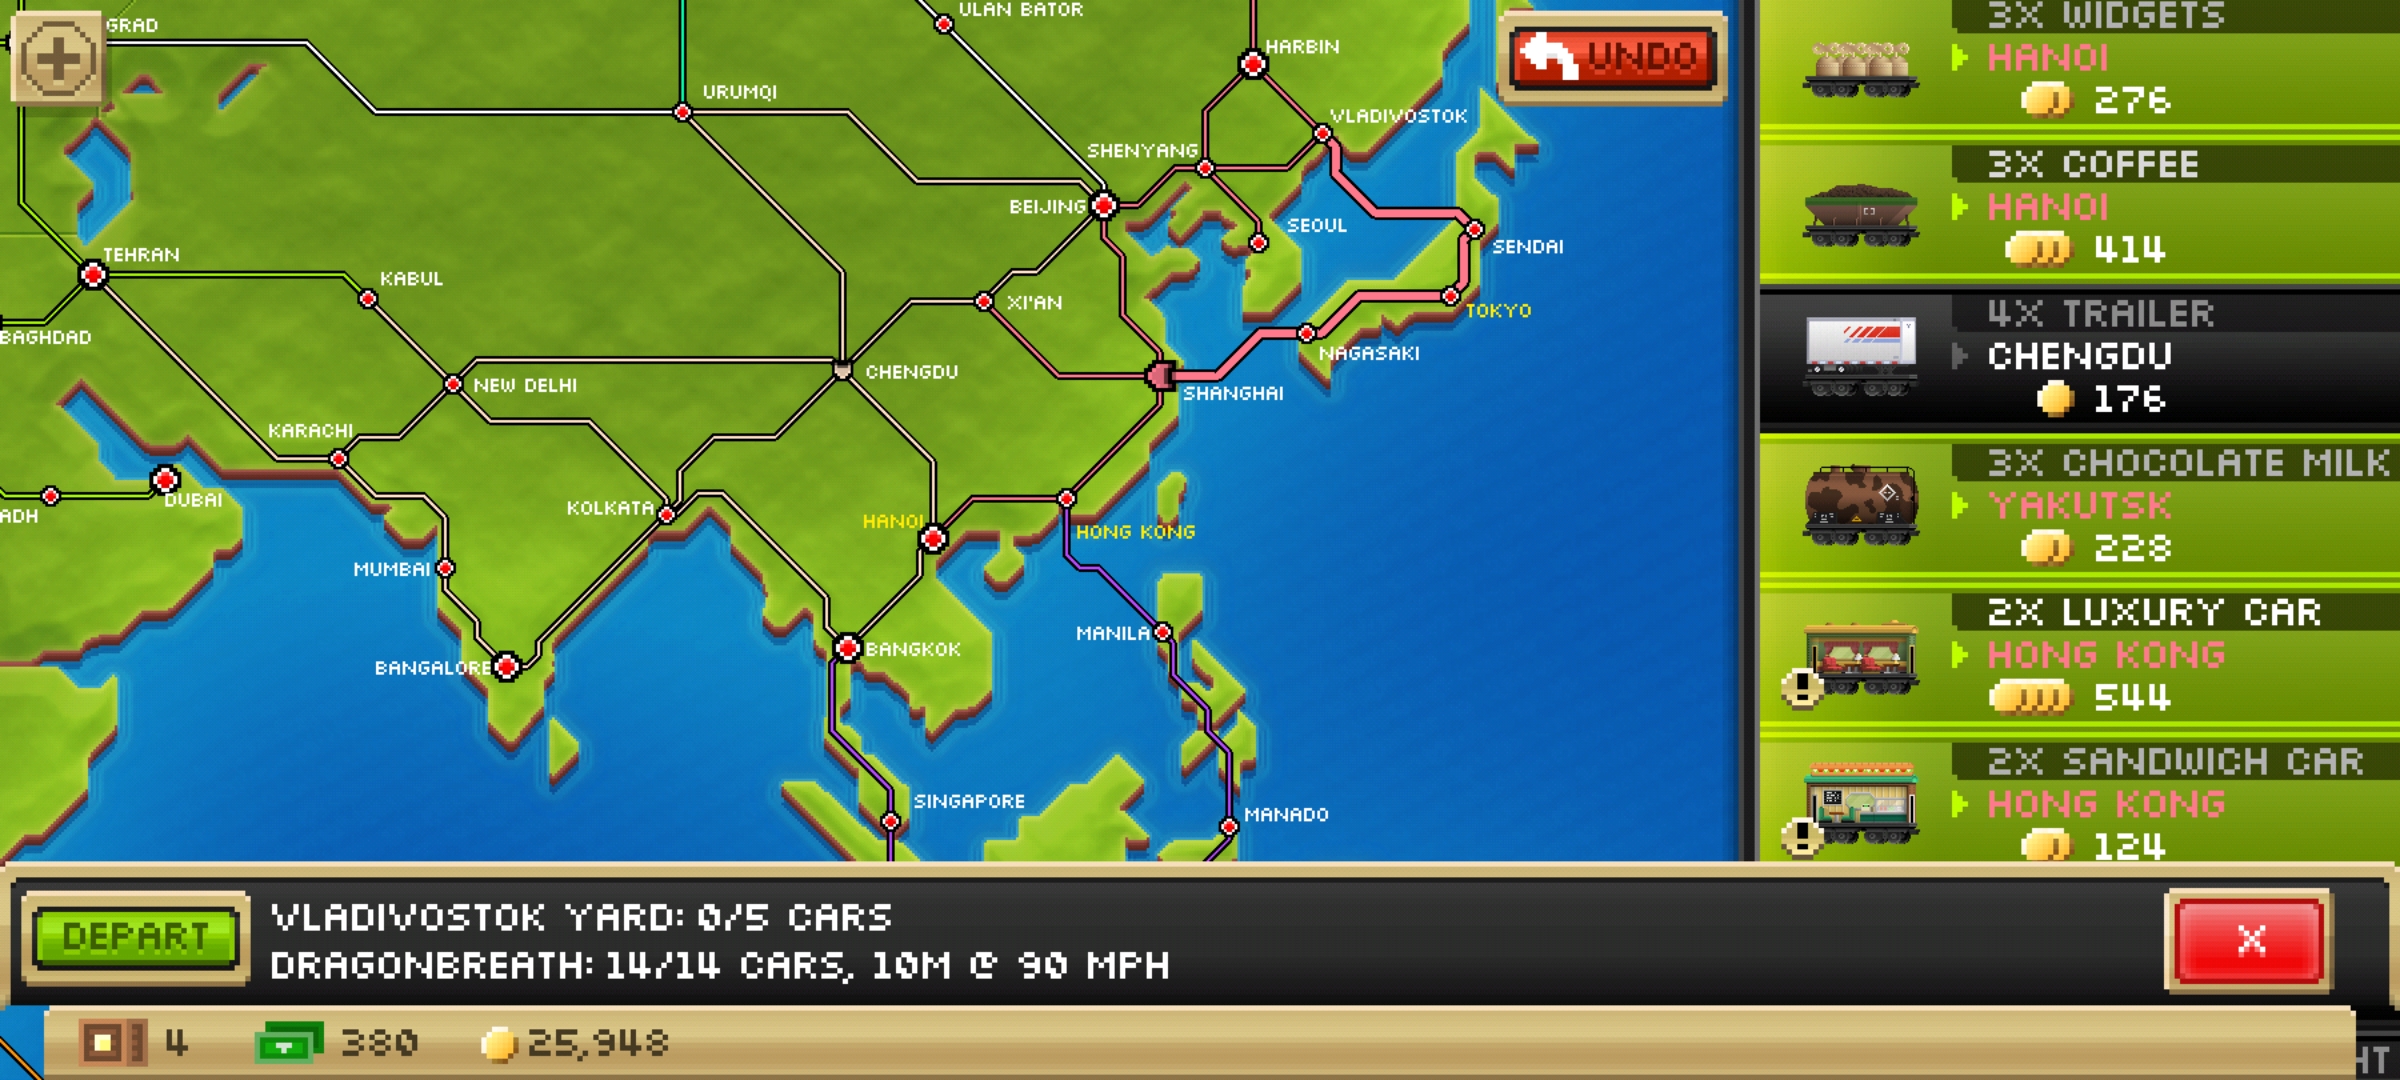 GRAD
ULAN BATOR
HARBIN
UNDO
URUMQI
VLADIVOSTOK
SHENYANG
BEIJING
SEOUL
SENDAI
TEHRAN
KABUL
XI'AN
TOKYO
BAGHDAD
NAGASAKI
NEW DELHI
CHENGDU
SHANGHAI
KARACHI
DUBAI
ADH
KOLKATA
HANOI
HONG KONG
MUMBAI
MANILA
BANGKOK
BANGALORE
SINGAPORE
MANADO
3X WIDGETS
HANOI
276
3X COFFEE
HANOI
414
4X TRAILER
CHENGDU
176
3X CHOCOLATE MILK
YAKUTSK
228
2X LUXURY CAR
HONG KONG
544
2X SANDWICH CAR
HONG KONG
124
DEPART
VLADIVOSTOK YARD: 0/5 CARS
DRAGONBREATH: 14/14 CARS, 10M @ 90 MPH
X
4
380
25,948
HT